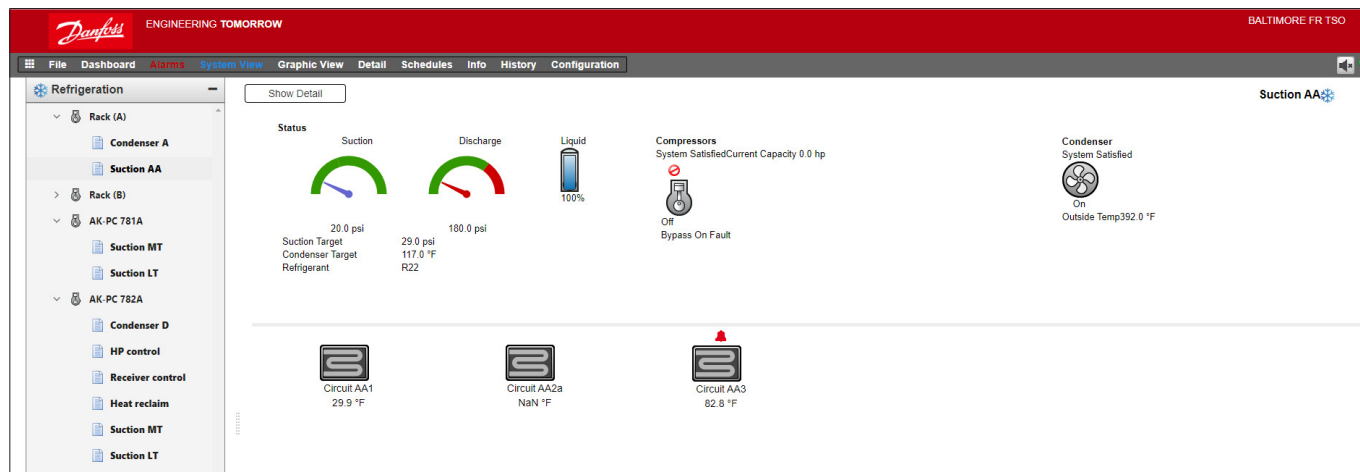 Danfoss
ENGINEERING TOMORROW
BALTIMORE FR TSO
File Dashboard Alarms System View Graphic View Detail Schedules Info History Configuration
Refrigeration
Rack (A)
Condenser A
Suction AA
Rack (B)
AK-PC 781A
Suction MT
Suction LT
AK-PC 782A
Condenser D
HP control
Receiver control
Heat reclaim
Suction MT
Suction LT
Show Detail
Suction AA
Status
Suction
Discharge
Liquid
100%
20.0 psi
180.0 psi
Suction Target 29.0 psi
Condenser Target 117.0 °F
Refrigerant R22
Compressors
System SatisfiedCurrent Capacity 0.0 hp
Off
Bypass On Fault
Condenser
System Satisfied
On
Outside Temp392.0 °F
Circuit AA1
29.9 °F
Circuit AA2a
NaN °F
Circuit AA3
82.8 °F